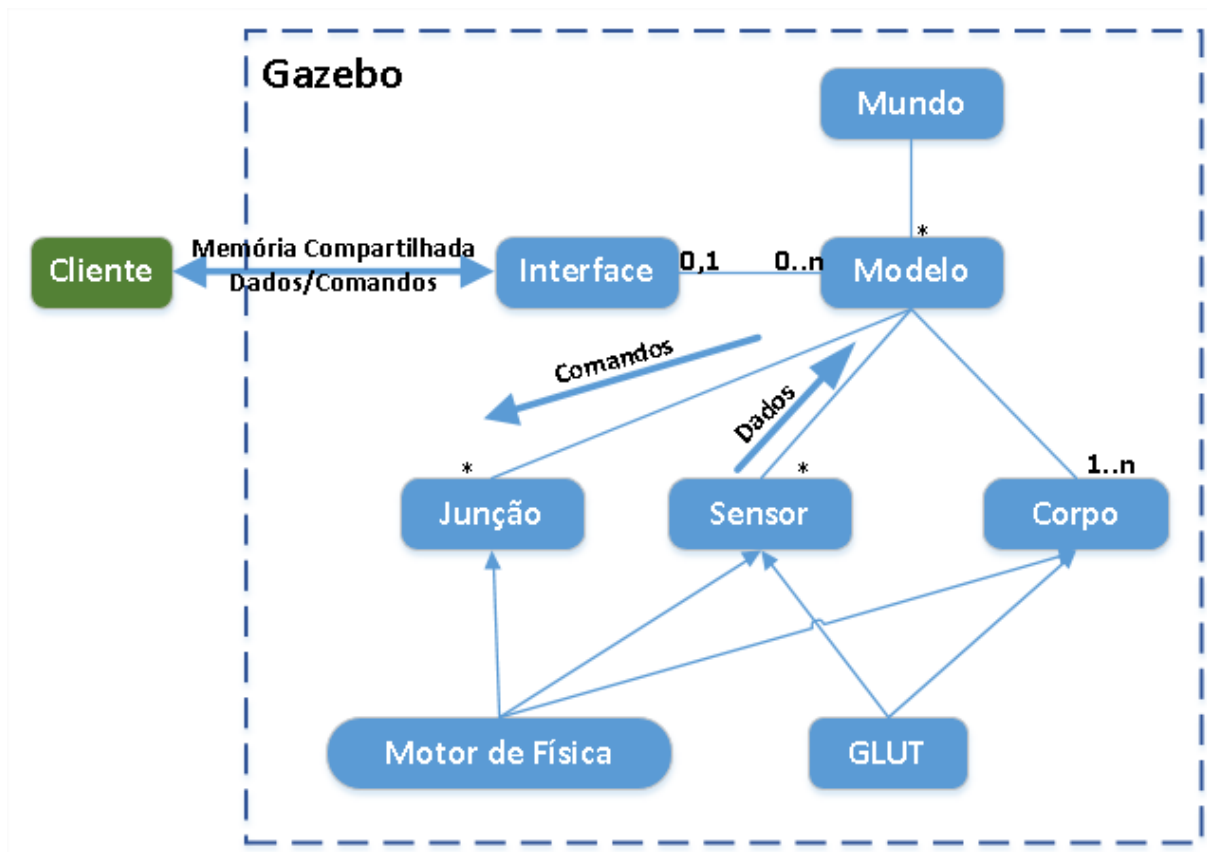 Gazebo
Mundo
Memória Compartilhada
Dados/Comandos
Cliente
Interface
0,1
0..n
*
Modelo
Comandos
Dados
*
*
1..n
Junção
Sensor
Corpo
Motor de Física
GLUT